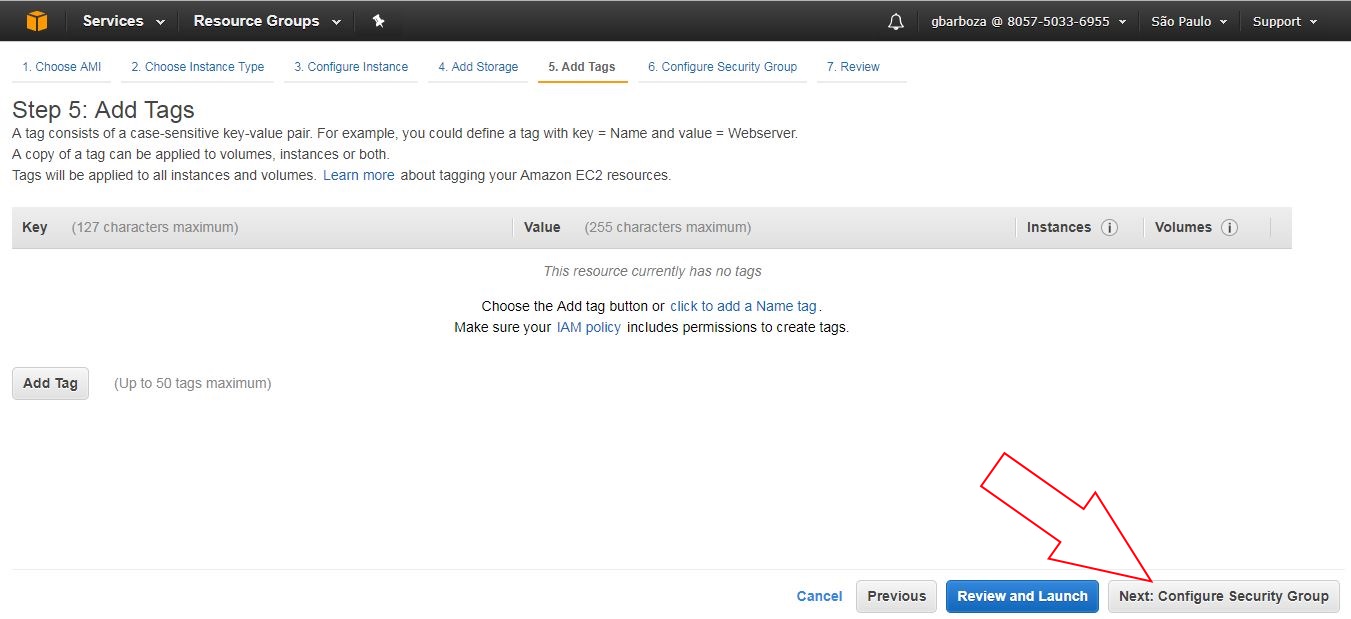 Services Resource Groups gbarboza @ 8057-5033-6955 São Paulo Support
1. Choose AMI 2. Choose Instance Type 3. Configure Instance 4. Add Storage 5. Add Tags 6. Configure Security Group 7. Review
Step 5: Add Tags
A tag consists of a case-sensitive key-value pair. For example, you could define a tag with key = Name and value = Webserver.
A copy of a tag can be applied to volumes, instances or both.
Tags will be applied to all instances and volumes. Learn more about tagging your Amazon EC2 resources.
Key (127 characters maximum) Value (255 characters maximum) Instances i Volumes i
This resource currently has no tags
Choose the Add tag button or click to add a Name tag.
Make sure your IAM policy includes permissions to create tags.
Add Tag (Up to 50 tags maximum)
Cancel Previous Review and Launch Next: Configure Security Group